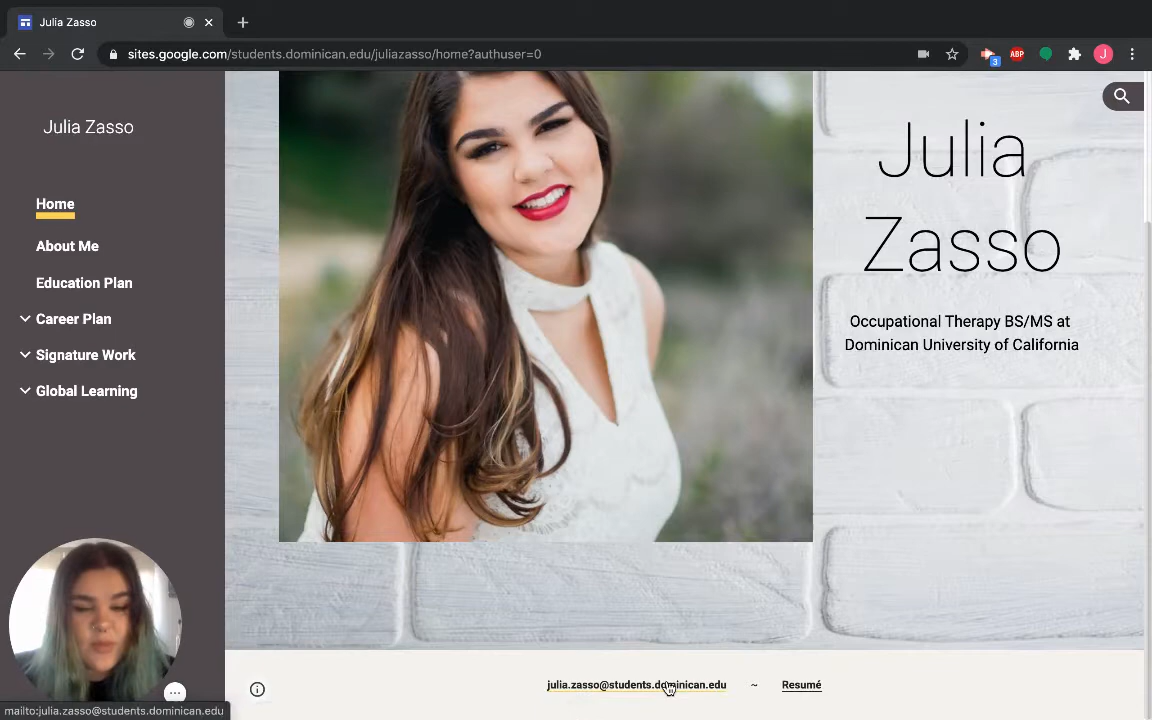 Julia Zasso
sites.google.com/students.dominican.edu/juliazasso/home?authuser=0
3
ABP
J
Julia Zasso
Home
About Me
Education Plan
Career Plan
Signature Work
Global Learning
Julia
Zasso
Occupational Therapy BS/MS at
Dominican University of California
julia.zasso@students.dominican.edu ~ Resumé
mailto:julia.zasso@students.dominican.edu